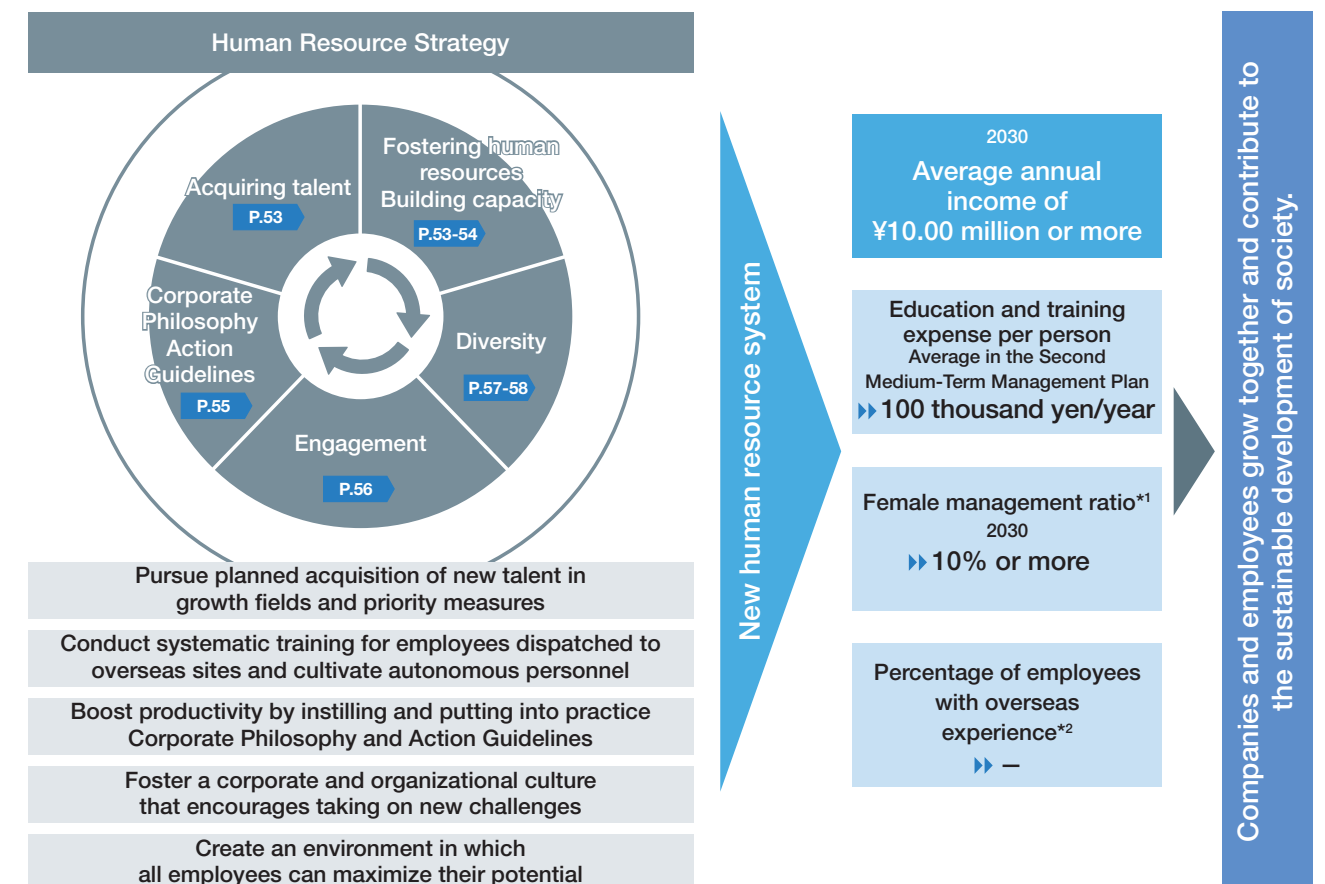 Human Resource Strategy
Acquiring talent
P.53
Fostering human
resources
Building capacity
P.53-54
Diversity
P.57-58
Engagement
P.56
Corporate
Philosophy
Action
Guidelines
P.55
Pursue planned acquisition of new talent in
growth fields and priority measures
Conduct systematic training for employees dispatched to
overseas sites and cultivate autonomous personnel
Boost productivity by instilling and putting into practice
Corporate Philosophy and Action Guidelines
Foster a corporate and organizational culture
that encourages taking on new challenges
Create an environment in which
all employees can maximize their potential
New human resource system
2030
Average annual
income of
¥10.00 million or more
Education and training
expense per person
Average in the Second
Medium-Term Management Plan
100 thousand yen/year
Female management ratio*1
2030
10% or more
Percentage of employees
with overseas
experience*2
–
Companies and employees grow together and contribute to
the sustainable development of society.